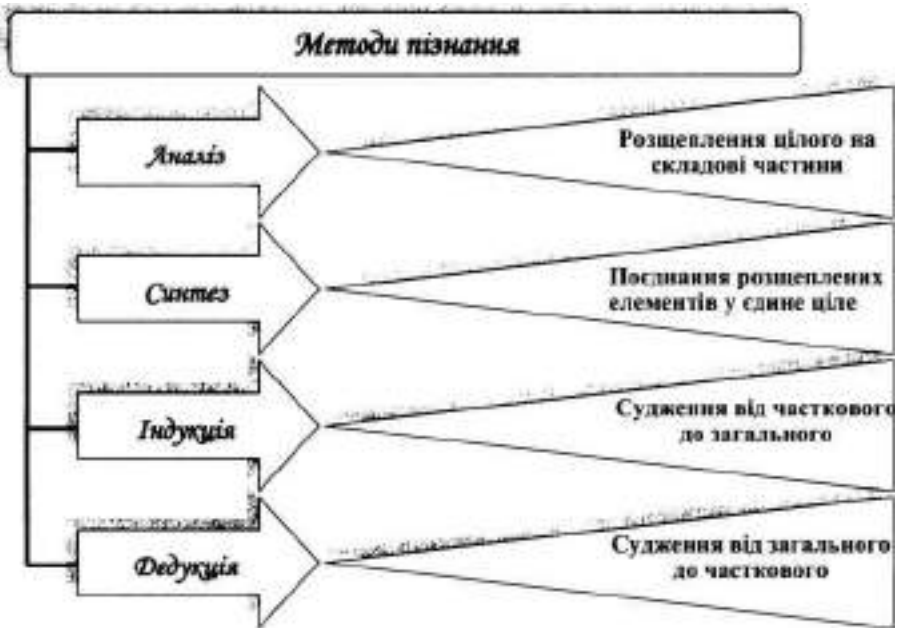 Методи пізнання
Аналіз
Розщеплення цілого на
складові частини
Синтез
Поєднання розщеплених
елементів у єдине ціле
Індукція
Судження від часткового
до загального
Дедукція
Судження від загального
до часткового